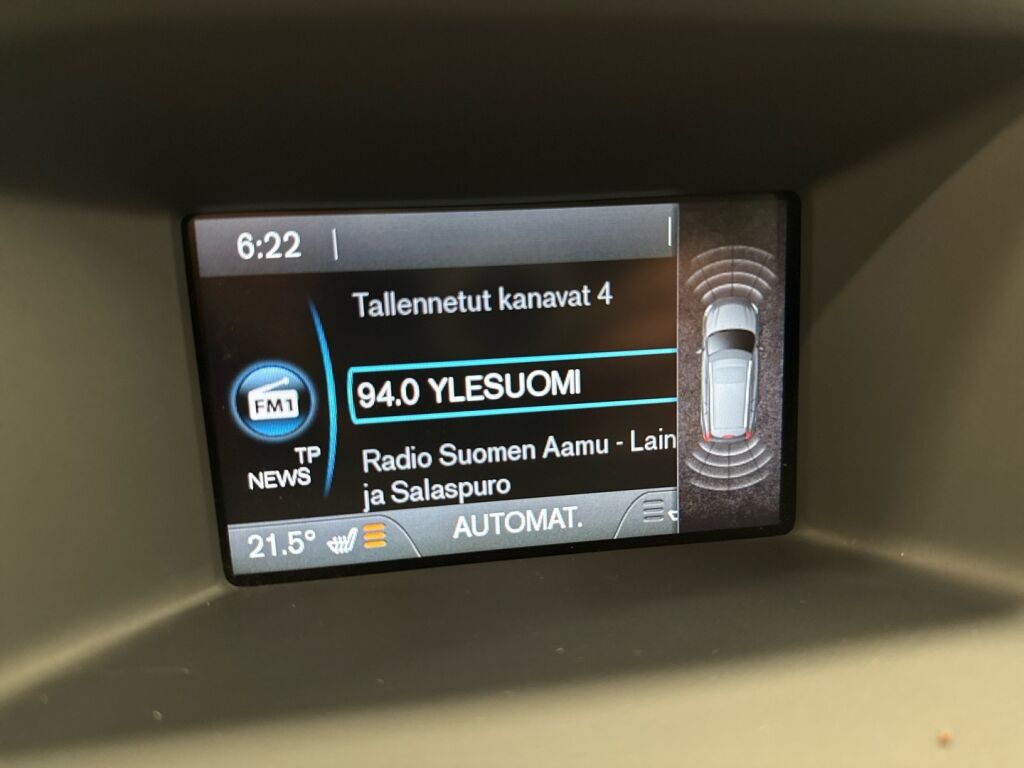 6:22
Tallennetut kanavat 4
FM1
94.0 YLESUOMI
TP
NEWS
Radio Suomen Aamu - Lain
ja Salaspuro
21.5°
AUTOMAT.